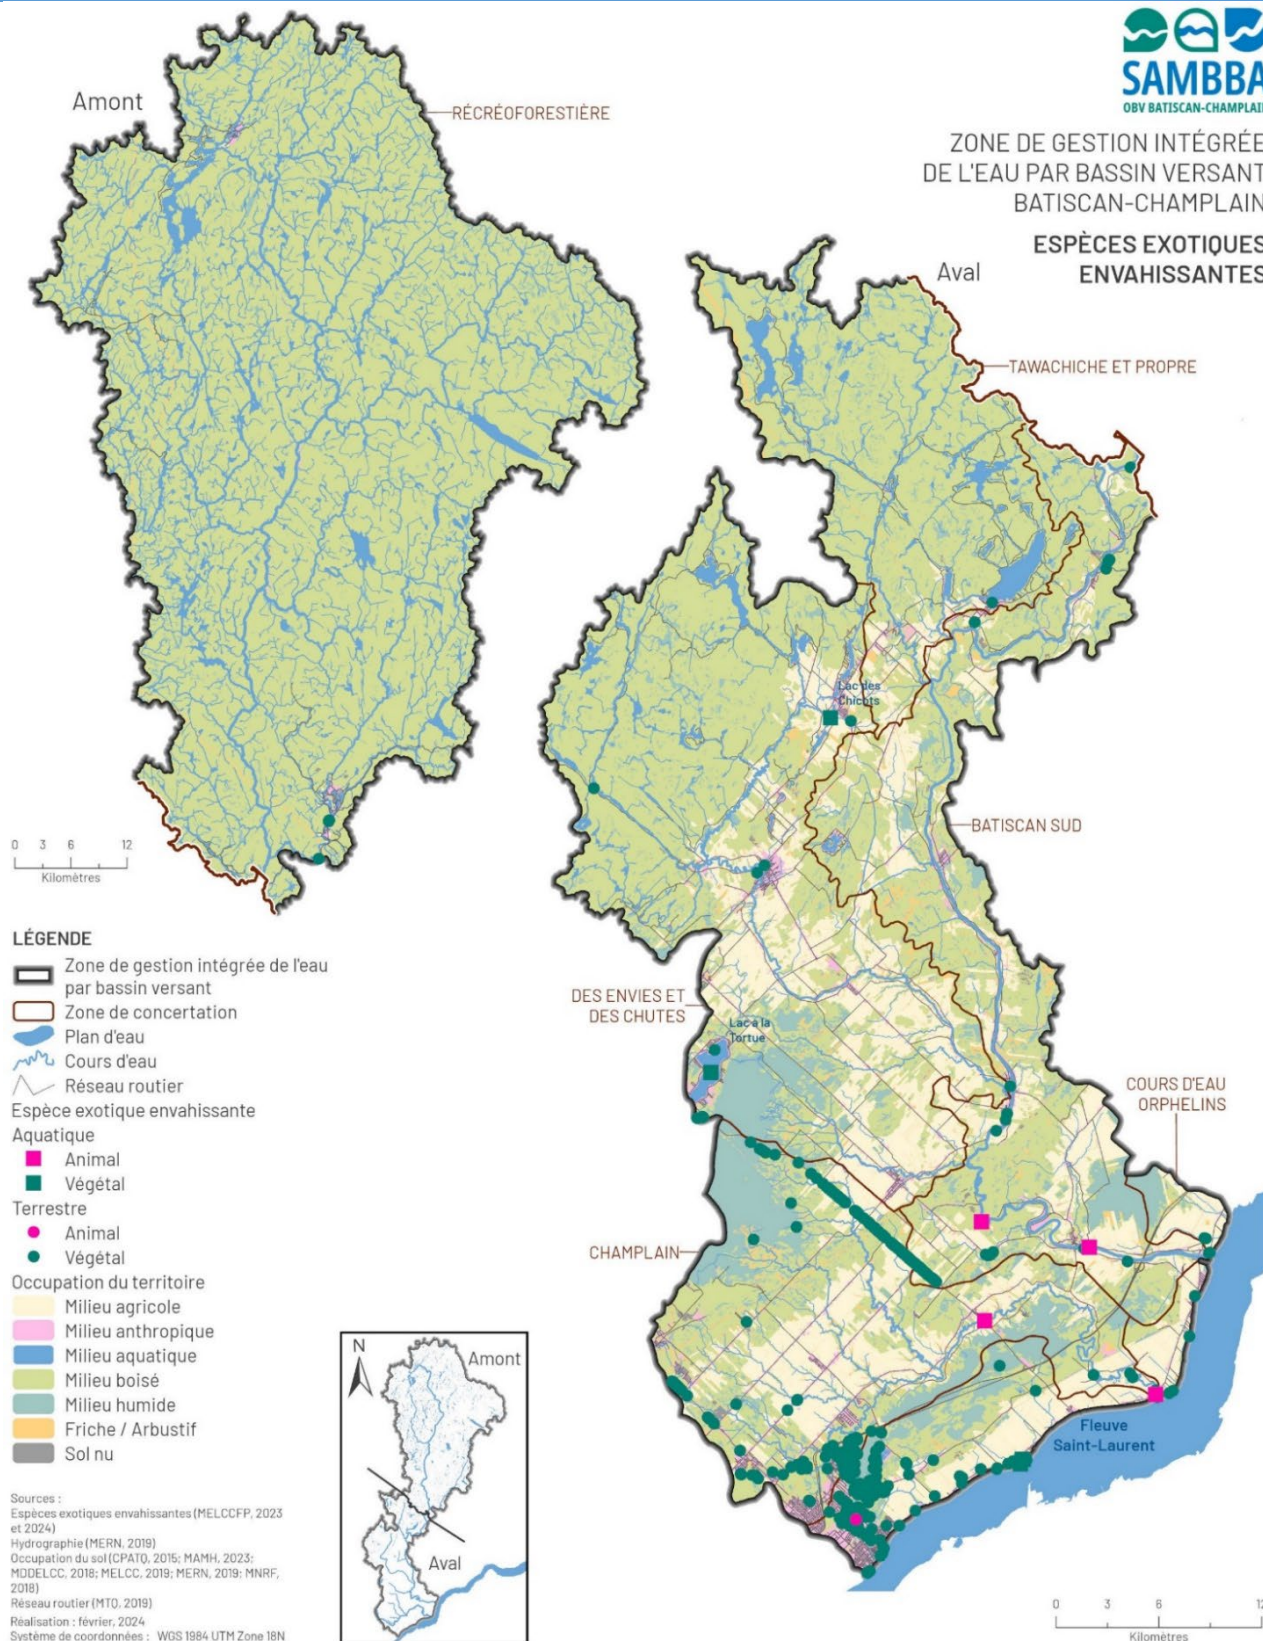 SAMBBA
OBV BATISCAN-CHAMPLAIN
ZONE DE GESTION INTÉGRÉE
DE L'EAU PAR BASSIN VERSANT
BATISCAN-CHAMPLAIN
ESPÈCES EXOTIQUES
ENVAHISSANTES
Amont
RÉCRÉOFORESTIÈRE
Aval
TAWACHICHE ET PROPRE
Lac des
Chicots
BATISCAN SUD
0 3 6 12
Kilomètres
DES ENVIES ET
DES CHUTES
Lac à la
Tortue
COURS D'EAU
ORPHELINS
CHAMPLAIN
Fleuve
Saint-Laurent
LÉGENDE
Zone de gestion intégrée de l'eau
par bassin versant
Zone de concertation
Plan d'eau
Cours d'eau
Réseau routier
Espèce exotique envahissante
Aquatique
Animal
Végétal
Terrestre
Animal
Végétal
Occupation du territoire
Milieu agricole
Milieu anthropique
Milieu aquatique
Milieu boisé
Milieu humide
Friche / Arbustif
Sol nu
N
Amont
Aval
Sources :
Espèces exotiques envahissantes (MELCCFP, 2023
et 2024)
Hydrographie (MERN, 2019)
Occupation du sol (CPATQ, 2015; MAMH, 2023;
MDDELCC, 2018; MELCC, 2019; MERN, 2019; MNRF,
2018)
Réseau routier (MTQ, 2019)
Réalisation : février, 2024
Système de coordonnées : WGS 1984 UTM Zone 18N
0 3 6 12
Kilomètres